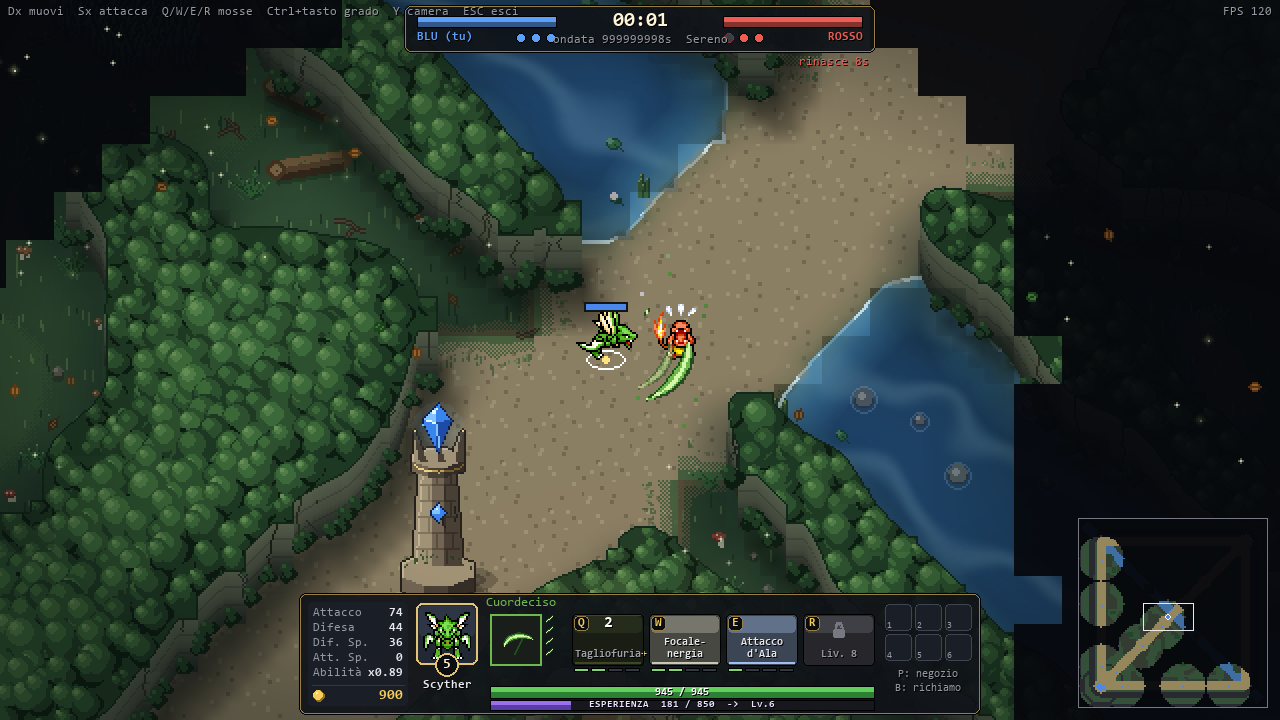 Dx muovi  Sx attacca  Q/W/E/R mosse  Ctrl+tasto grado  Y camera  ESC esci
FPS 120
00:01
BLU (tu)
ROSSO
ondata 999999998s  Sereno
rinasce 8s
Attacco 74
Difesa 44
Dif. Sp. 36
Att. Sp. 0
Abilità x0.89
900
5
Scyther
Cuordeciso
Q 2
Tagliofuria
W
Focale-
nergia
E
Attacco
d'Ala
R
Liv. 8
1 2 3
4 5 6
P: negozio
B: richiamo
945 / 945
ESPERIENZA  181 / 850  ->  Lv.6